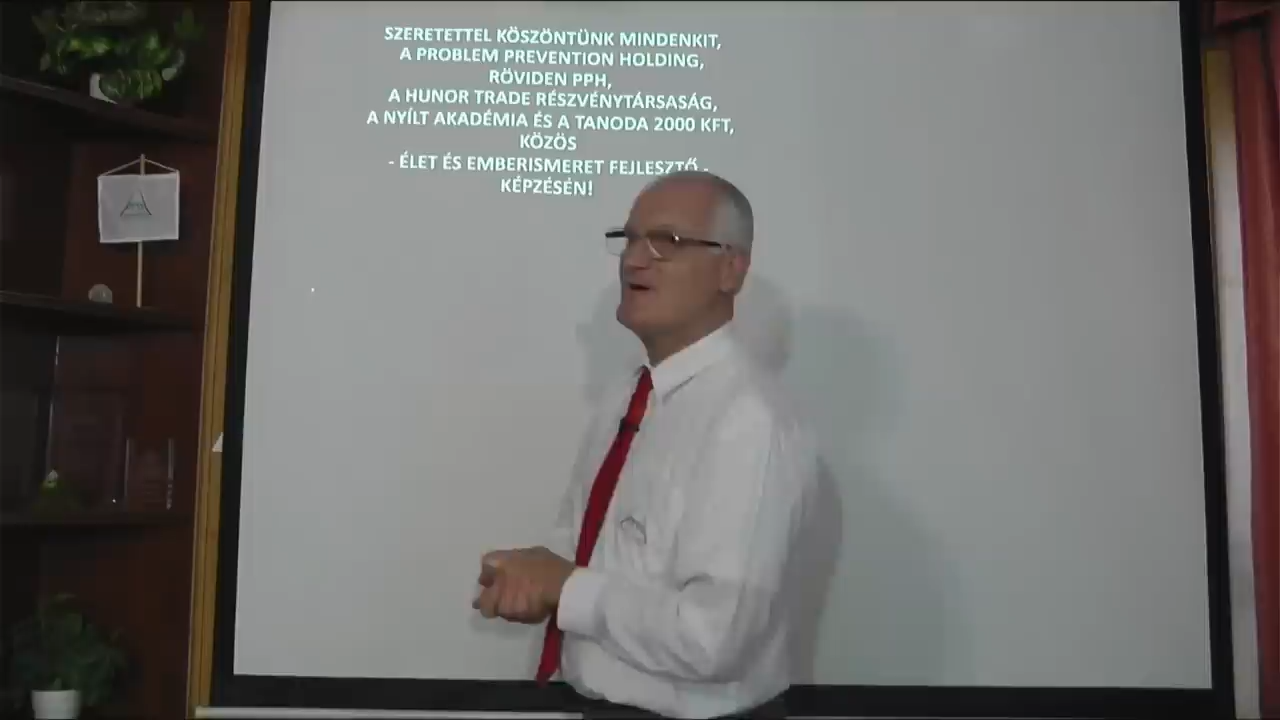 SZERETETTEL KÖSZÖNTÜNK MINDENKIT,
A PROBLEM PREVENTION HOLDING,
RÖVIDEN PPH,
A HUNOR TRADE RÉSZVÉNYTÁRSASÁG,
A NYÍLT AKADÉMIA ÉS A TANODA 2000 KFT,
KÖZÖS
- ÉLET ÉS EMBERISMERET FEJLESZTŐ -
KÉPZÉSÉN!